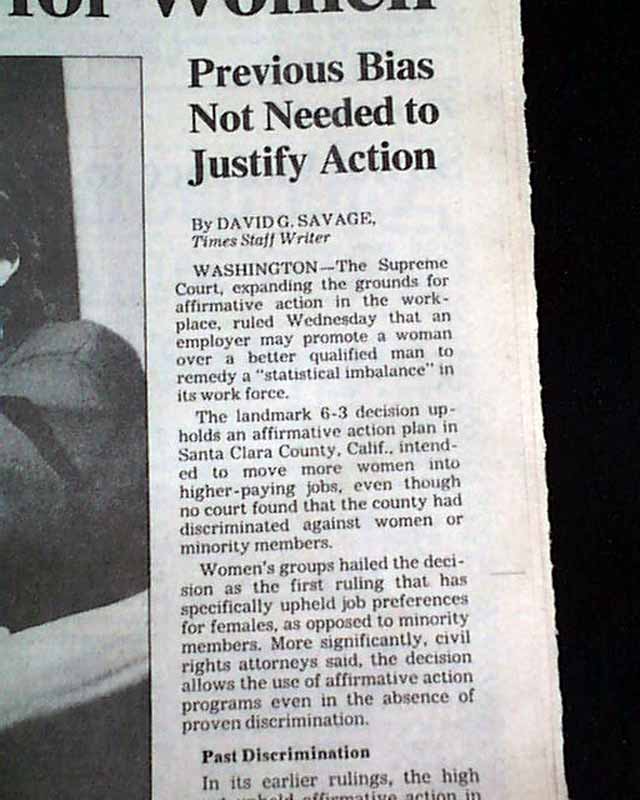 for Women
Previous Bias
Not Needed to
Justify Action
By DAVID G. SAVAGE,
Times Staff Writer
WASHINGTON—The Supreme
Court, expanding the grounds for
affirmative action in the work-
place, ruled Wednesday that an
employer may promote a woman
over a better qualified man to
remedy a "statistical imbalance" in
its work force.
The landmark 6-3 decision up-
holds an affirmative action plan in
Santa Clara County, Calif., intend-
ed to move more women into
higher-paying jobs, even though
no court found that the county had
discriminated against women or
minority members.
Women's groups hailed the deci-
sion as the first ruling that has
specifically upheld job preferences
for females, as opposed to minority
members. More significantly, civil
rights attorneys said, the decision
allows the use of affirmative action
programs even in the absence of
proven discrimination.
Past Discrimination
In its earlier rulings, the high
upheld affirmative action in